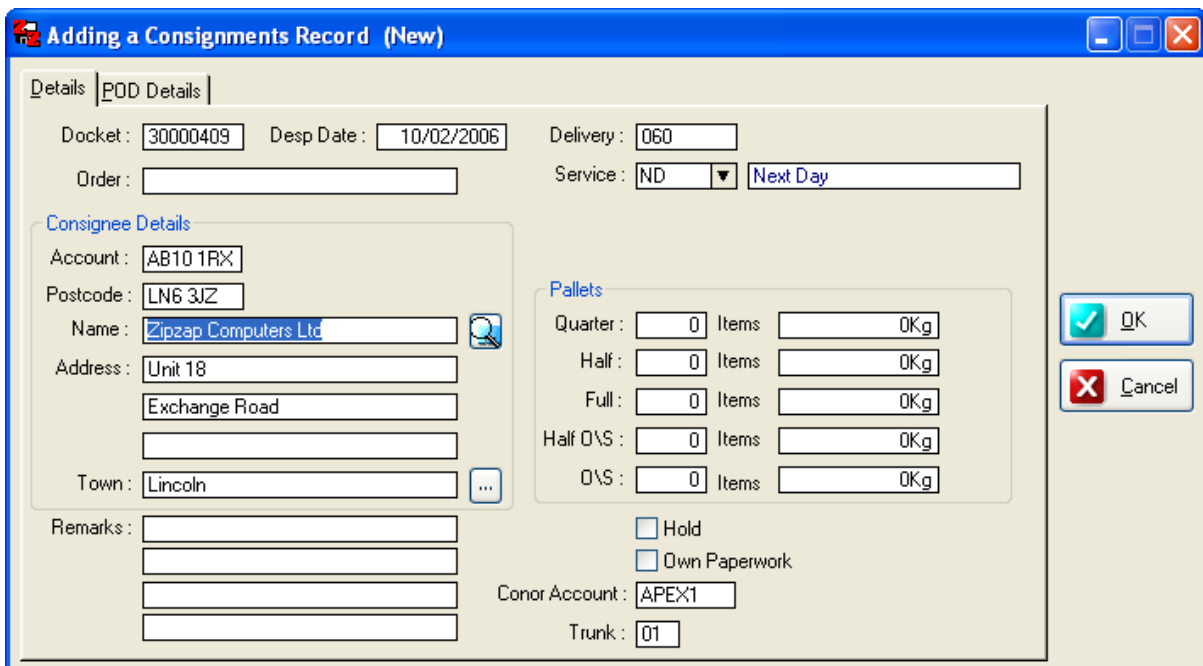 Adding a Consignments Record (New)
Details POD Details
Docket : 30000409 Desp Date : 10/02/2006 Delivery : 060
Order : Service : ND Next Day
Consignee Details
Account : AB10 1RX
Postcode : LN6 3JZ
Name : Zipzap Computers Ltd
Address : Unit 18
Exchange Road
Town : Lincoln ...
Remarks :
Pallets
Quarter : 0 Items 0Kg
Half : 0 Items 0Kg
Full : 0 Items 0Kg
Half O\S : 0 Items 0Kg
O\S : 0 Items 0Kg
Hold
Own Paperwork
Conor Account : APEX1
Trunk : 01
OK
Cancel